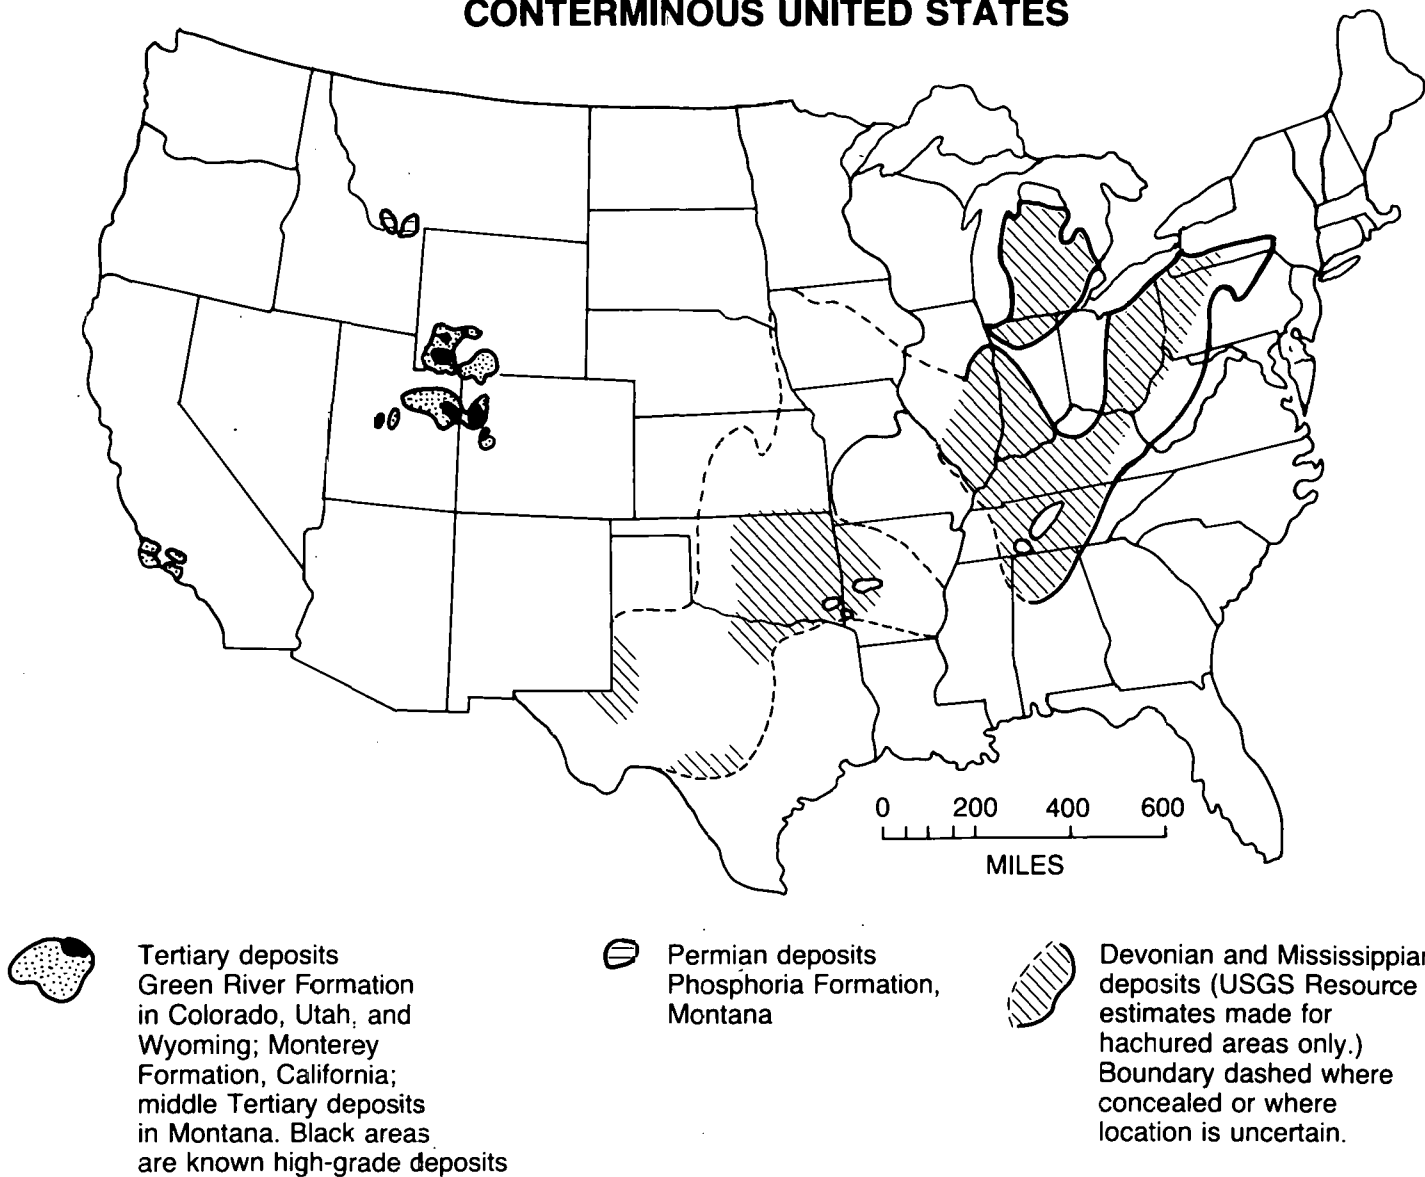 CONTERMINOUS UNITED STATES
0 200 400 600
MILES
Tertiary deposits
Green River Formation
in Colorado, Utah, and
Wyoming; Monterey
Formation, California;
middle Tertiary deposits
in Montana. Black areas
are known high-grade deposits
Permian deposits
Phosphoria Formation,
Montana
Devonian and Mississippian
deposits (USGS Resource
estimates made for
hachured areas only.)
Boundary dashed where
concealed or where
location is uncertain.